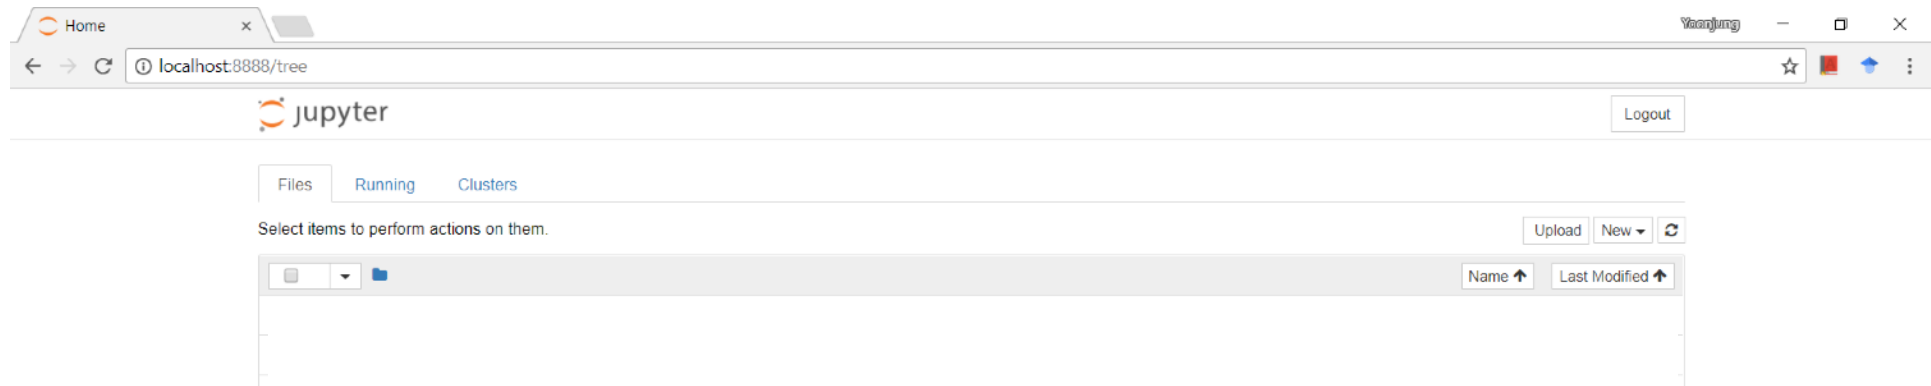 Home
Yaanjung
localhost:8888/tree
jupyter
Logout
Files Running Clusters
Select items to perform actions on them.
Upload New
Name Last Modified